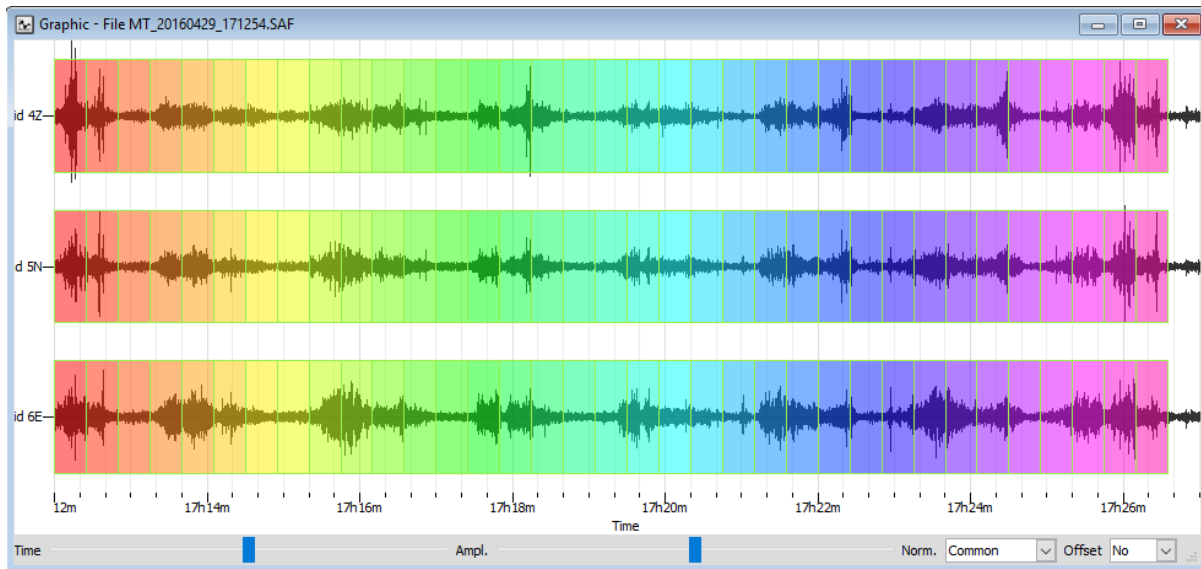 Graphic - File MT_20160429_171254.SAF
id 4Z
d 5N
id 6E
12m 17h14m 17h16m 17h18m 17h20m 17h22m 17h24m 17h26m
Time
Time Ampl. Norm. Common Offset No